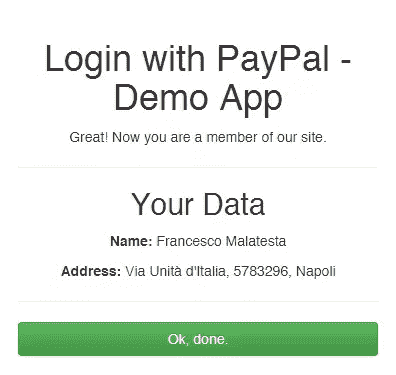 Login with PayPal -
Demo App
Great! Now you are a member of our site.
Your Data
Name: Francesco Malatesta
Address: Via Unità d'Italia, 5783296, Napoli
Ok, done.